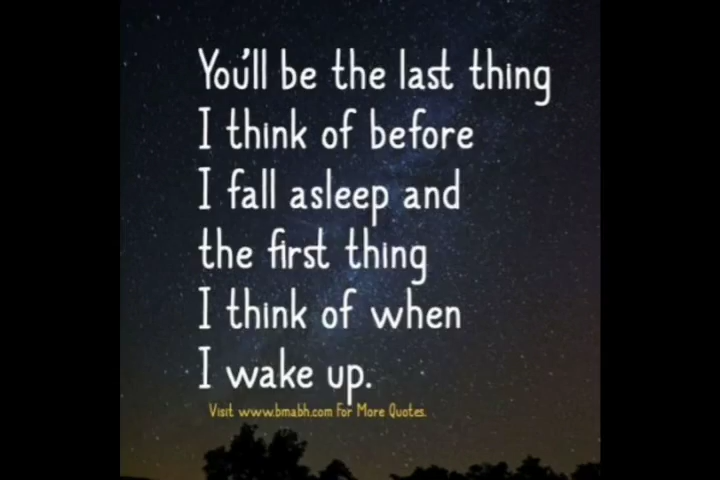 You'll be the last thing
I think of before
I fall asleep and
the first thing
I think of when
I wake up.
Visit www.bmabh.com For More Quotes.